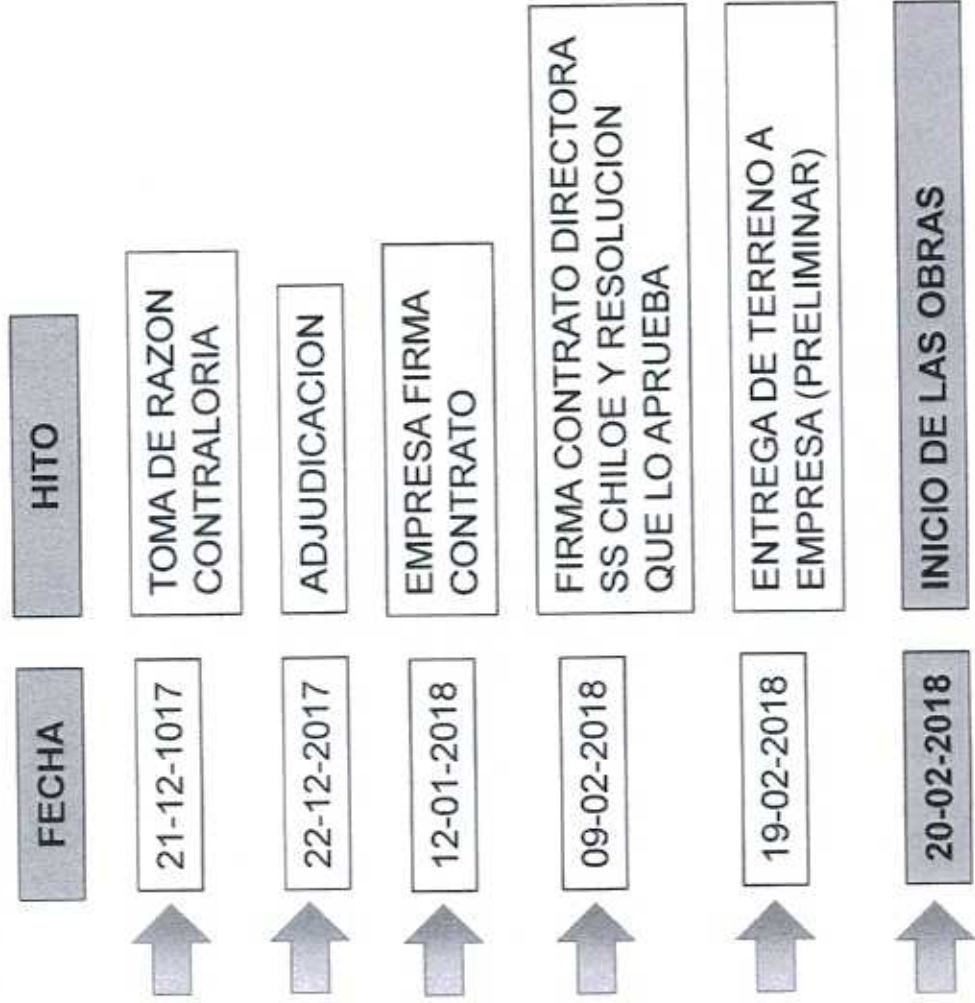 FECHA
HITO
21-12-1017
TOMA DE RAZON
CONTRALORIA
22-12-2017
ADJUDICACION
12-01-2018
EMPRESA FIRMA
CONTRATO
09-02-2018
FIRMA CONTRATO DIRECTORA
SS CHILOE Y RESOLUCION
QUE LO APRUEBA
19-02-2018
ENTREGA DE TERRENO A
EMPRESA (PRELIMINAR)
20-02-2018
INICIO DE LAS OBRAS